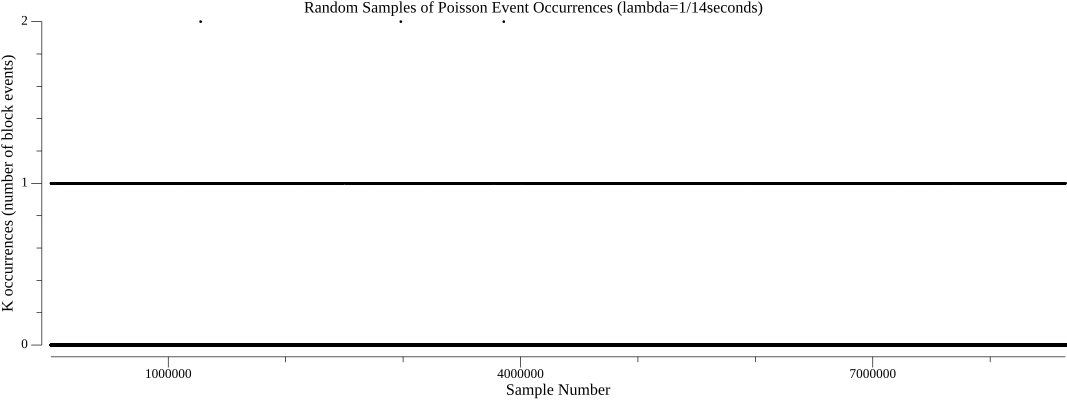 Random Samples of Poisson Event Occurrences (lambda=1/14seconds)
K occurrences (number of block events)
2
1
0
1000000 4000000 7000000
Sample Number